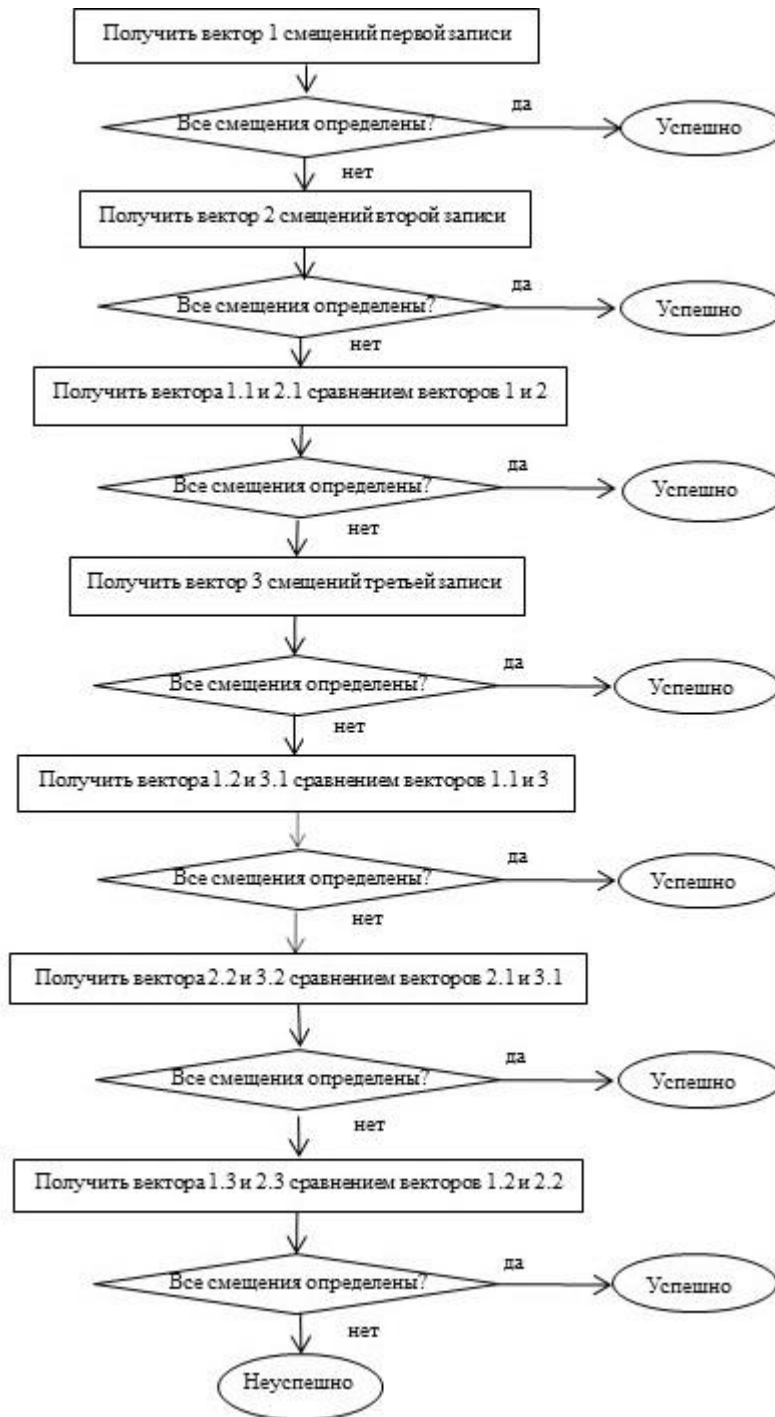 Получить вектор 1 смещений первой записи
да
Все смещения определены?
Успешно
нет
Получить вектор 2 смещений второй записи
да
Все смещения определены?
Успешно
нет
Получить вектора 1.1 и 2.1 сравнением векторов 1 и 2
да
Все смещения определены?
Успешно
нет
Получить вектор 3 смещений третьей записи
да
Все смещения определены?
Успешно
нет
Получить вектора 1.2 и 3.1 сравнением векторов 1.1 и 3
да
Все смещения определены?
Успешно
нет
Получить вектора 2.2 и 3.2 сравнением векторов 2.1 и 3.1
да
Все смещения определены?
Успешно
нет
Получить вектора 1.3 и 2.3 сравнением векторов 1.2 и 2.2
да
Все смещения определены?
Успешно
нет
Неуспешно